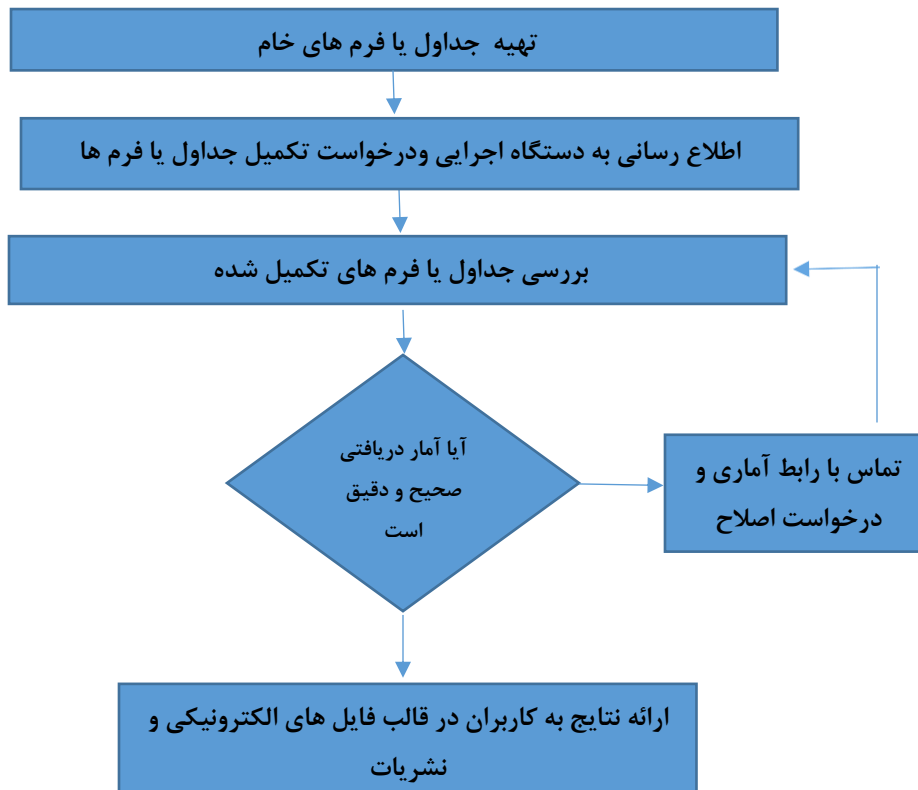 تهیه جداول یا فرم های خام
اطلاع رسانی به دستگاه اجرایی ودرخواست تکمیل جداول یا فرم ها
بررسی جداول یا فرم های تکمیل شده
آیا آمار دریافتی
صحیح و دقیق
است
تماس با رابط آماری و
درخواست اصلاح
ارائه نتایج به کاربران در قالب فایل های الکترونیکی و
نشریات